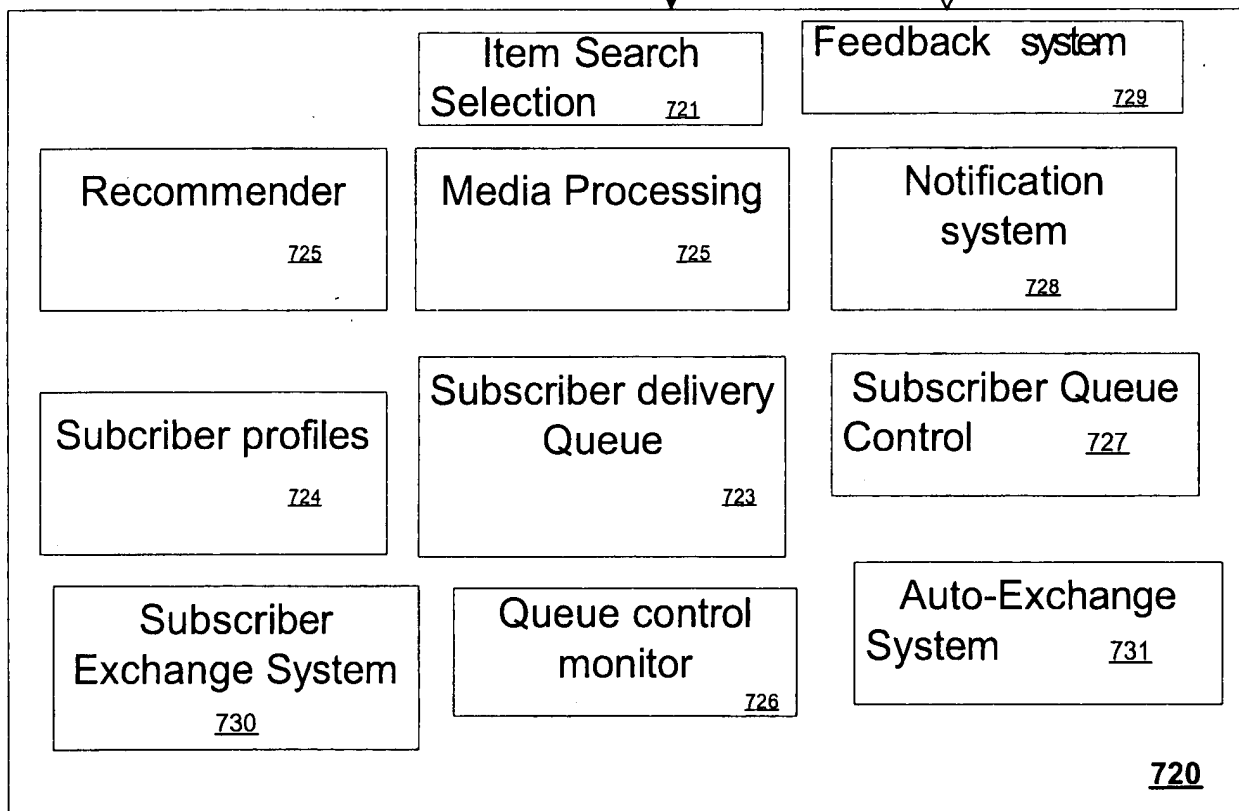 Item Search
Selection 721
Feedback system
729
Recommender
725
Media Processing
725
Notification
system
728
Subcriber profiles
724
Subscriber delivery
Queue
723
Subscriber Queue
Control 727
Subscriber
Exchange System
730
Queue control
monitor
726
Auto-Exchange
System 731
720